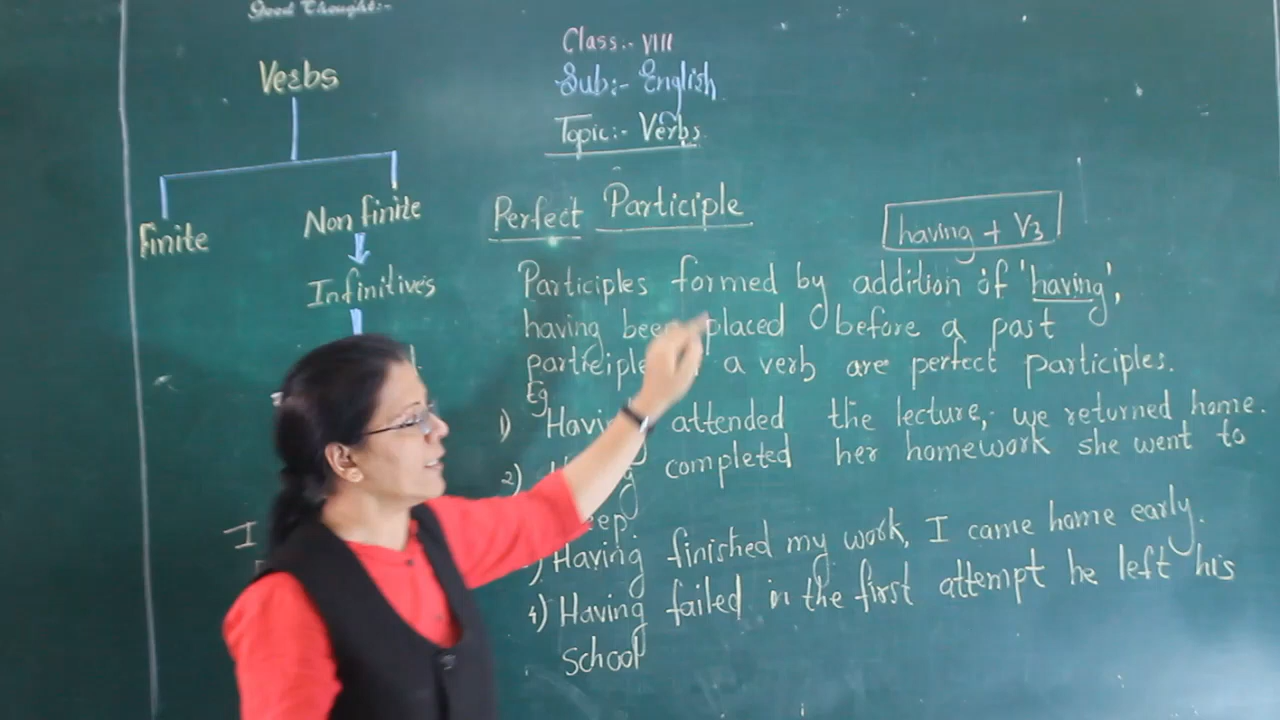 Good Thought:-
Class:- VIII
Sub:- English
Topic:- Verbs
Verbs
Finite
Non finite
Infinitives
Perfect Participle
having + V3
Participles formed by addition of 'having',
having been placed before a past
participle a verb are perfect participles.
Eg
1) Having attended the lecture, we returned home.
2) completed her homework she went to
Having finished my work, I came home early.
4) Having failed in the first attempt he left his
school